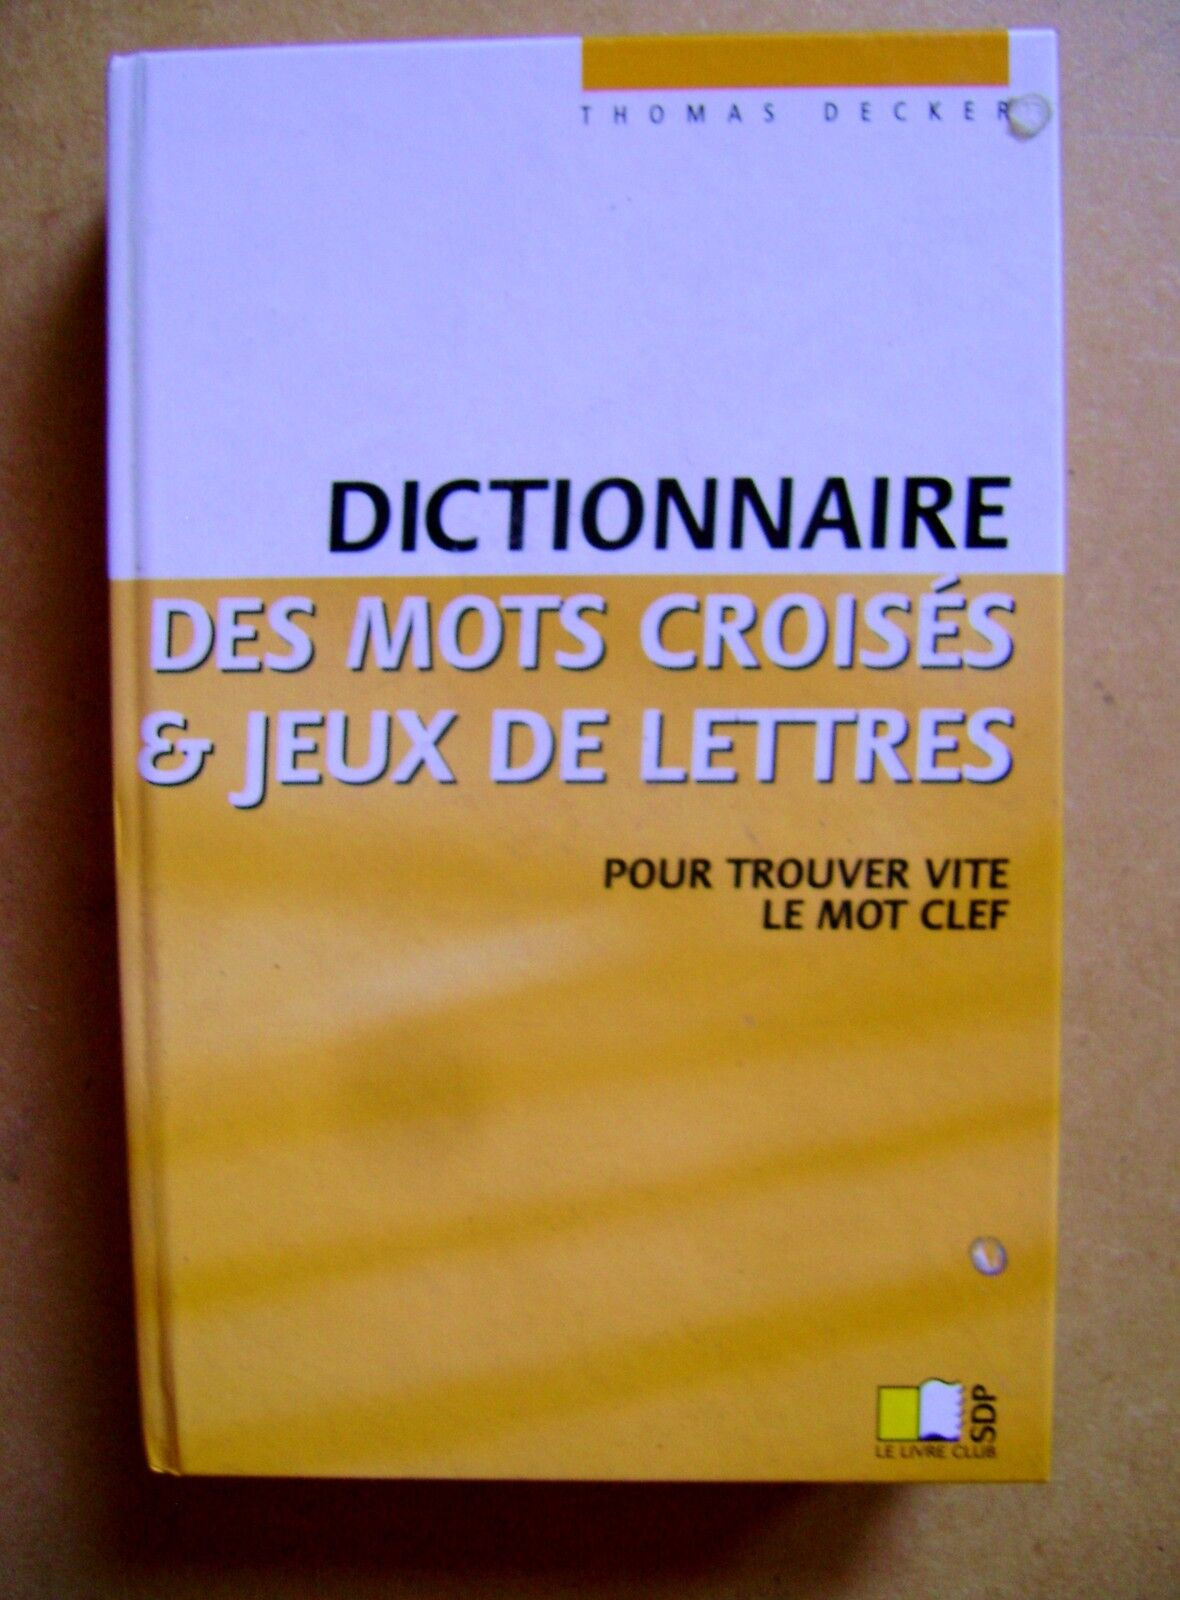 THOMAS DECKER
DICTIONNAIRE
DES MOTS CROISÉS
& JEUX DE LETTRES
POUR TROUVER VITE
LE MOT CLEF
SDP
LE LIVRE CLUB